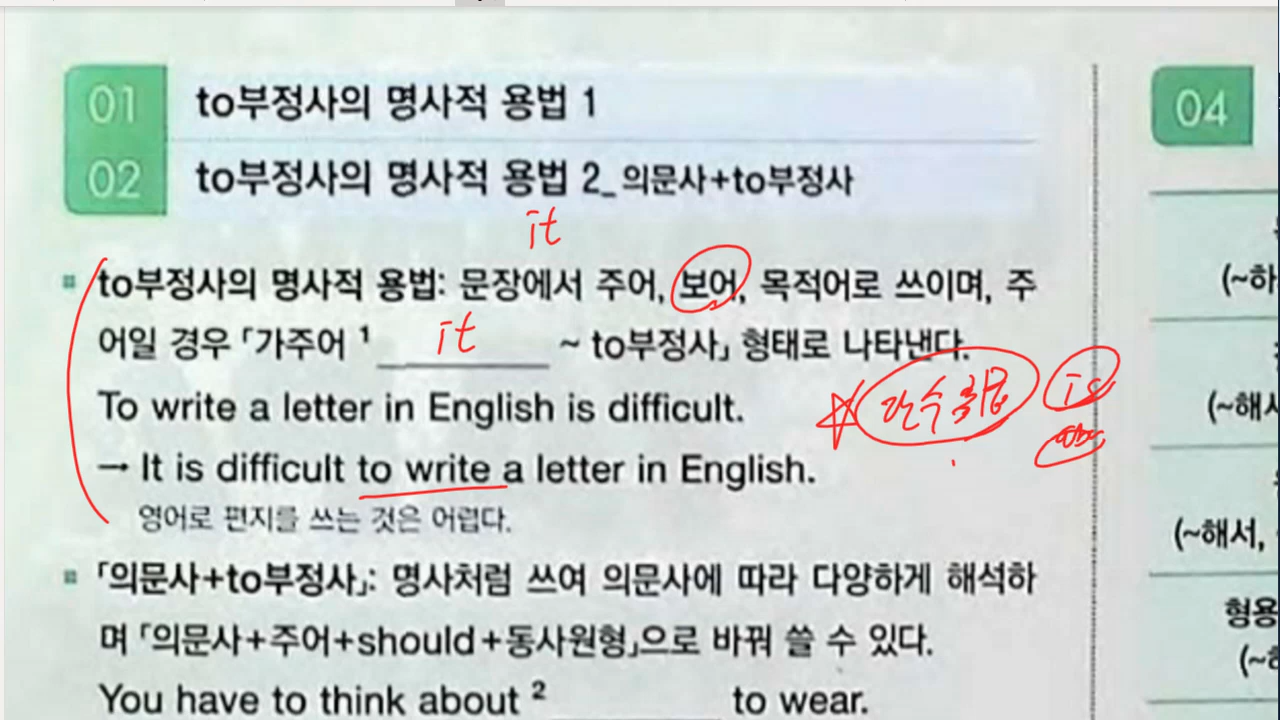 01 to부정사의 명사적 용법 1
02 to부정사의 명사적 용법 2_의문사+to부정사
it
to부정사의 명사적 용법: 문장에서 주어, 보어, 목적어로 쓰이며, 주
어일 경우 「가주어 1 it ~ to부정사」 형태로 나타낸다.
To write a letter in English is difficult.
단수취급 is
→ It is difficult to write a letter in English.
영어로 편지를 쓰는 것은 어렵다.
「의문사+to부정사」: 명사처럼 쓰여 의문사에 따라 다양하게 해석하
며 「의문사+주어+should+동사원형」으로 바꿔 쓸 수 있다.
You have to think about 2 to wear.
04
(~하
(~해서
(~해서,
형용